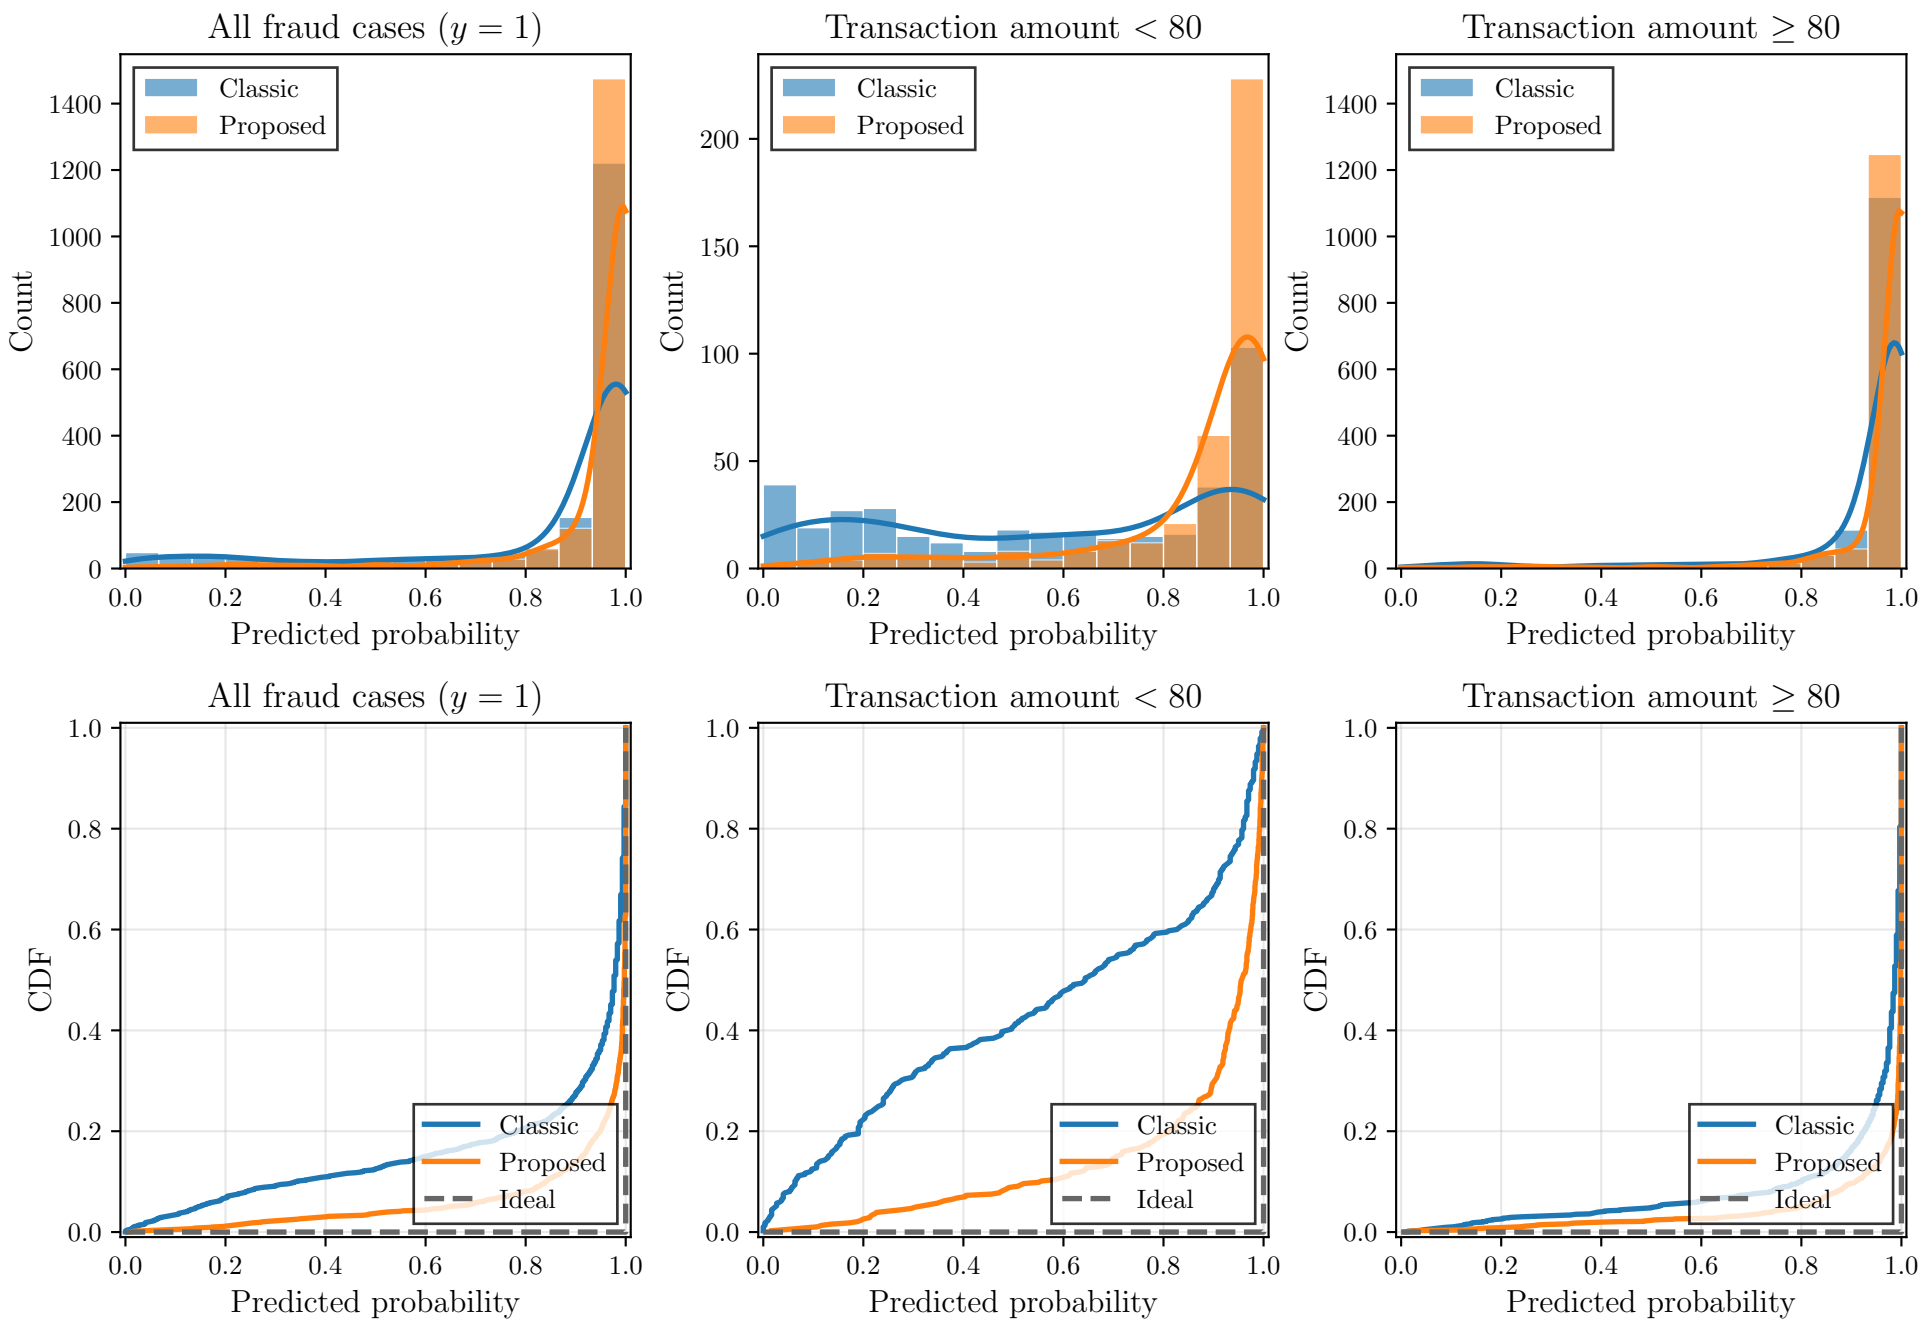 All fraud cases (y = 1)
Classic
Proposed
1400
1200
1000
800
600
400
200
0
Count
0.0 0.2 0.4 0.6 0.8 1.0
Predicted probability
Transaction amount < 80
Classic
Proposed
200
150
100
50
0
Count
0.0 0.2 0.4 0.6 0.8 1.0
Predicted probability
Transaction amount ≥ 80
Classic
Proposed
1400
1200
1000
800
600
400
200
0
Count
0.0 0.2 0.4 0.6 0.8 1.0
Predicted probability
All fraud cases (y = 1)
1.0
0.8
0.6
0.4
0.2
0.0
CDF
Classic
Proposed
Ideal
0.0 0.2 0.4 0.6 0.8 1.0
Predicted probability
Transaction amount < 80
1.0
0.8
0.6
0.4
0.2
0.0
CDF
Classic
Proposed
Ideal
0.0 0.2 0.4 0.6 0.8 1.0
Predicted probability
Transaction amount ≥ 80
1.0
0.8
0.6
0.4
0.2
0.0
CDF
Classic
Proposed
Ideal
0.0 0.2 0.4 0.6 0.8 1.0
Predicted probability